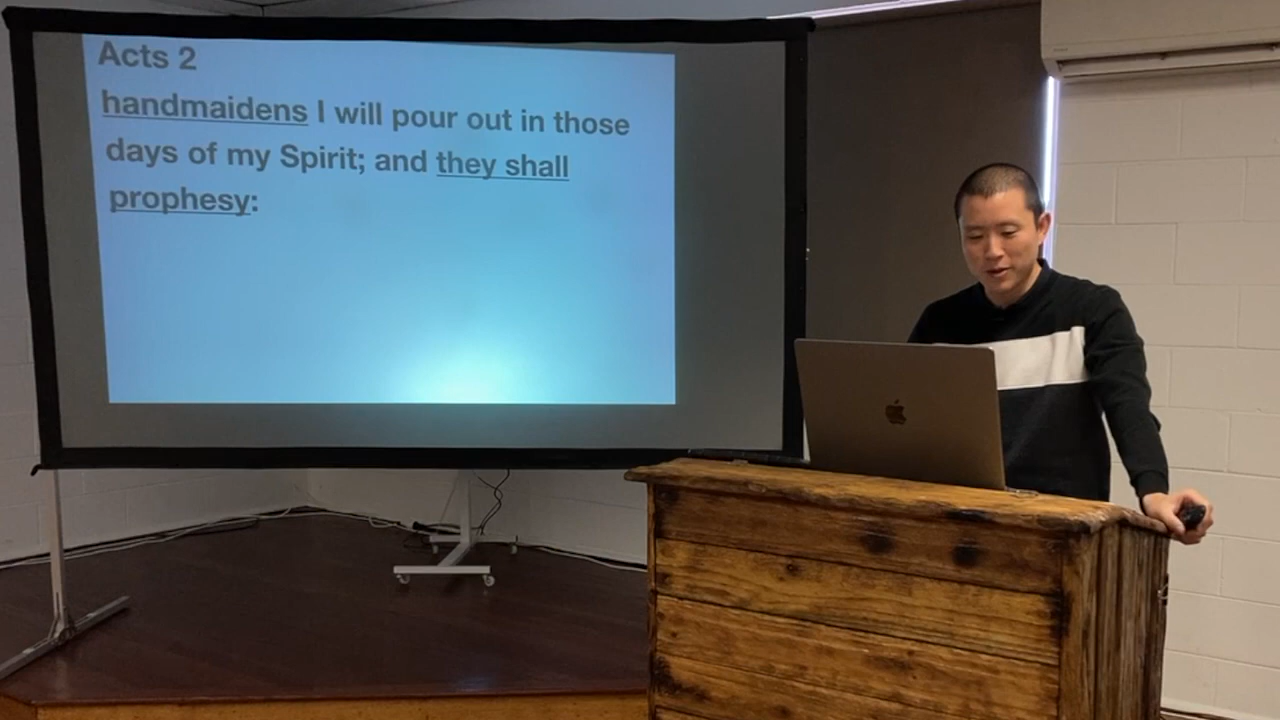 Acts 2
handmaidens I will pour out in those
days of my Spirit; and they shall
prophesy: